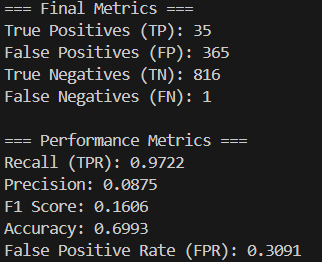 === Final Metrics ===
True Positives (TP): 35
False Positives (FP): 365
True Negatives (TN): 816
False Negatives (FN): 1
=== Performance Metrics ===
Recall (TPR): 0.9722
Precision: 0.0875
F1 Score: 0.1606
Accuracy: 0.6993
False Positive Rate (FPR): 0.3091